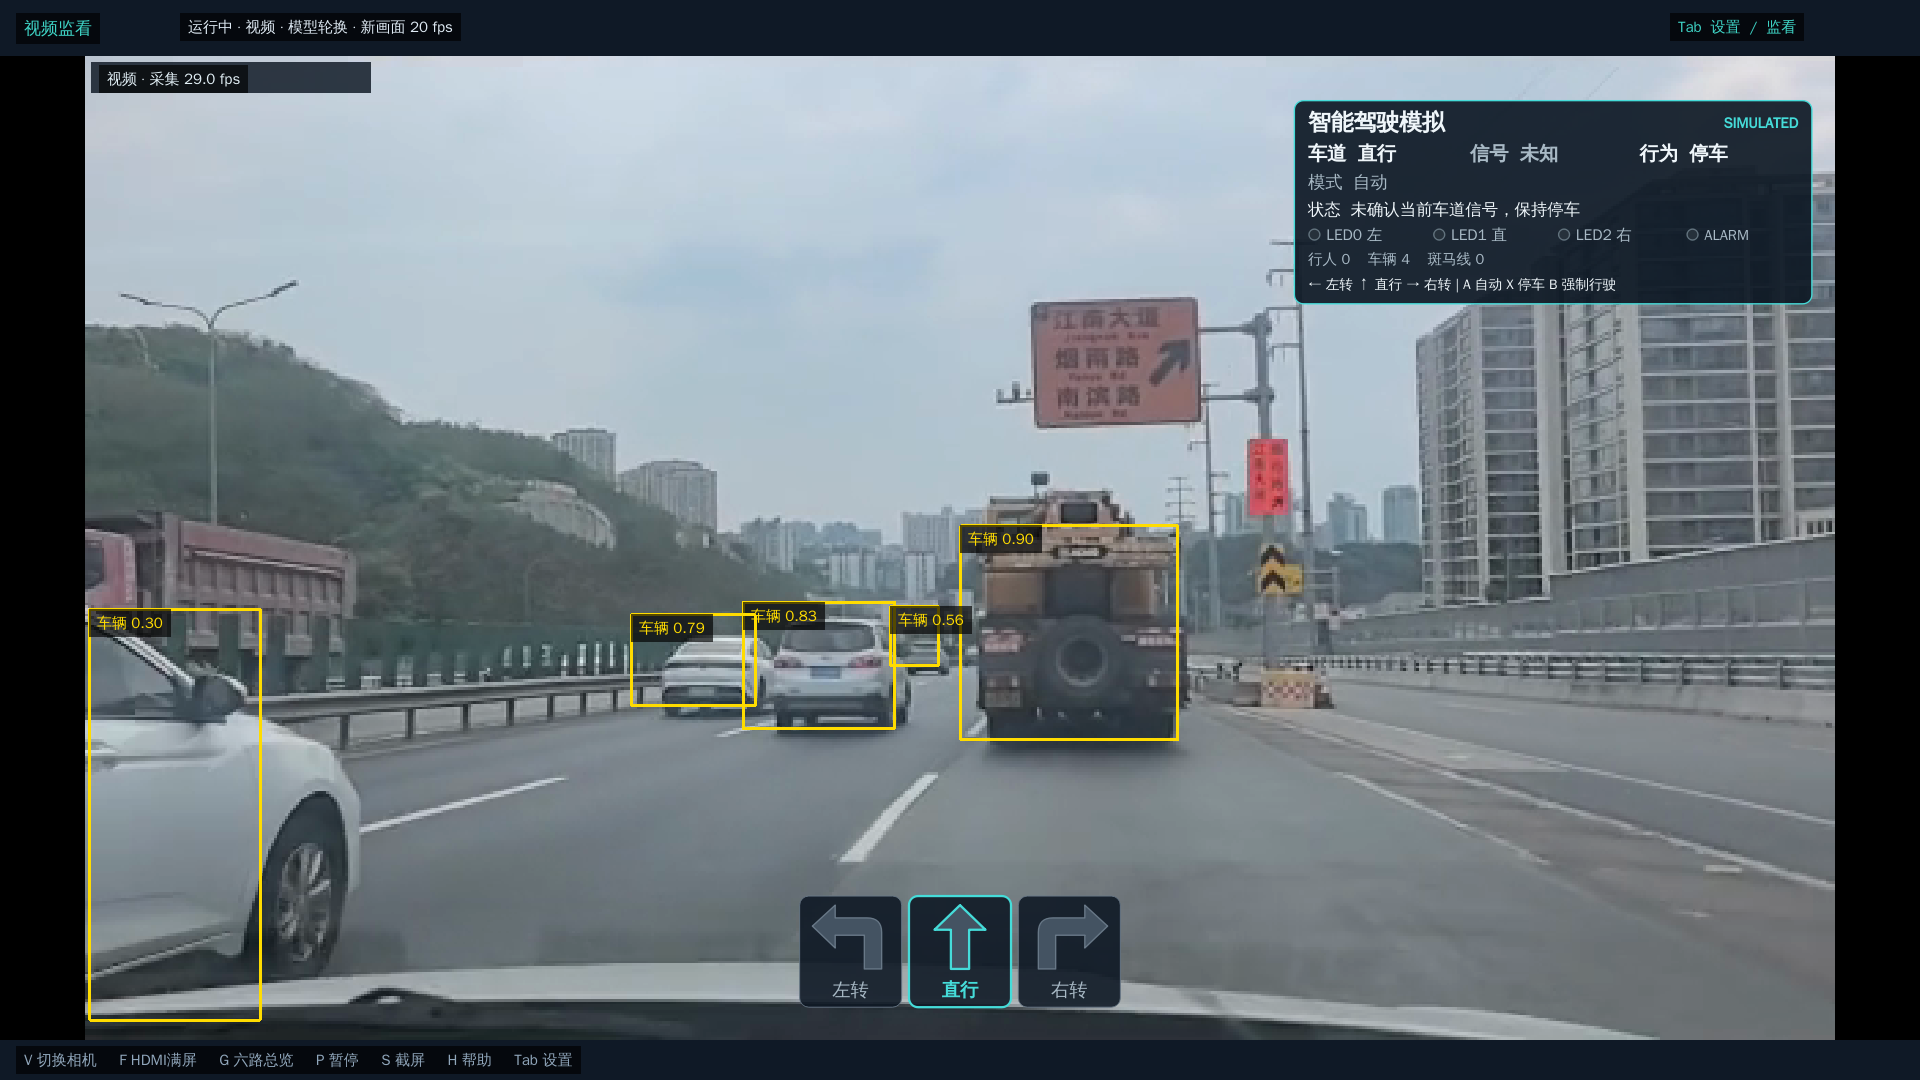 视频监看
运行中 · 视频 · 模型轮换 · 新画面 20 fps
Tab 设置 / 监看
视频 · 采集 29.0 fps
智能驾驶模拟
SIMULATED
车道 直行
信号 未知
行为 停车
模式 自动
状态 未确认当前车道信号，保持停车
LED0 左
LED1 直
LED2 右
ALARM
行人 0 车辆 4 斑马线 0
← 左转 ↑ 直行 → 右转 | A 自动 X 停车 B 强制行驶
江南大道
烟雨路
南滨路
车辆 0.90
车辆 0.30
车辆 0.79
车辆 0.83
车辆 0.56
左转
直行
右转
V 切换相机 F HDMI满屏 G 六路总览 P 暂停 S 截屏 H 帮助 Tab 设置